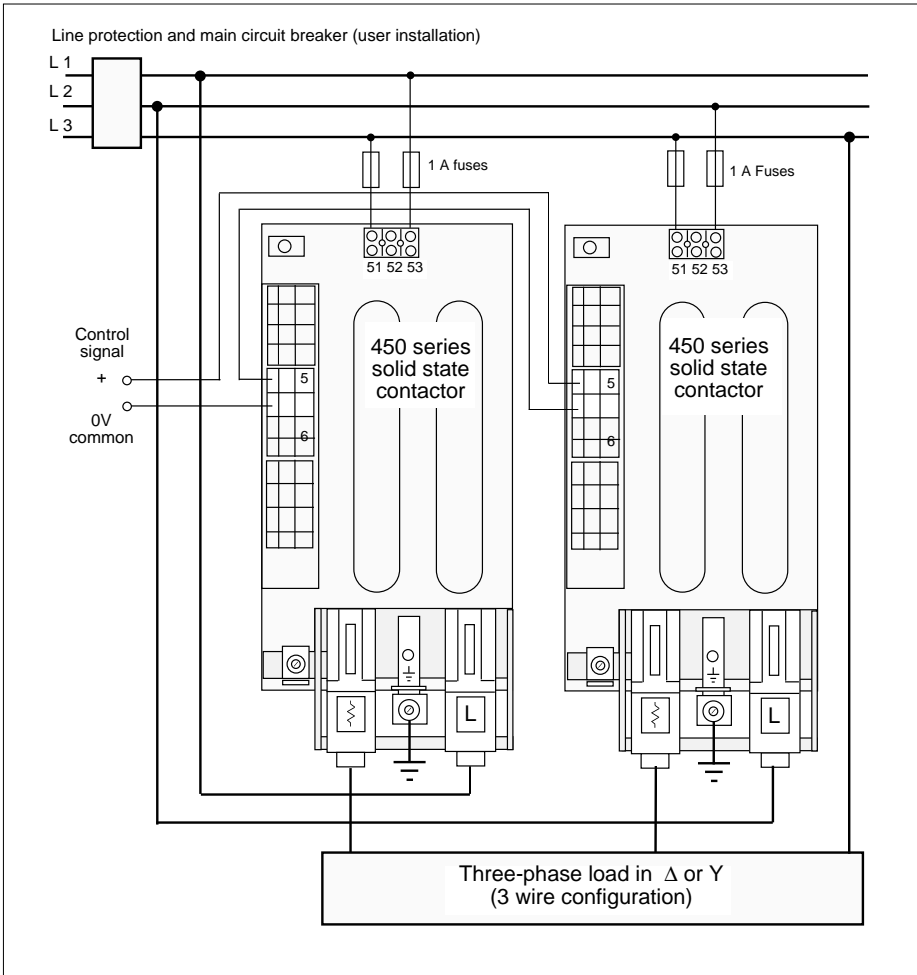 Line protection and main circuit breaker (user installation)
L 1
L 2
L 3
1 A fuses
1 A Fuses
51 52 53
51 52 53
Control
signal
+
0V
common
5
6
450 series
solid state
contactor
5
6
450 series
solid state
contactor
L
L
Three-phase load in Δ or Y
(3 wire configuration)